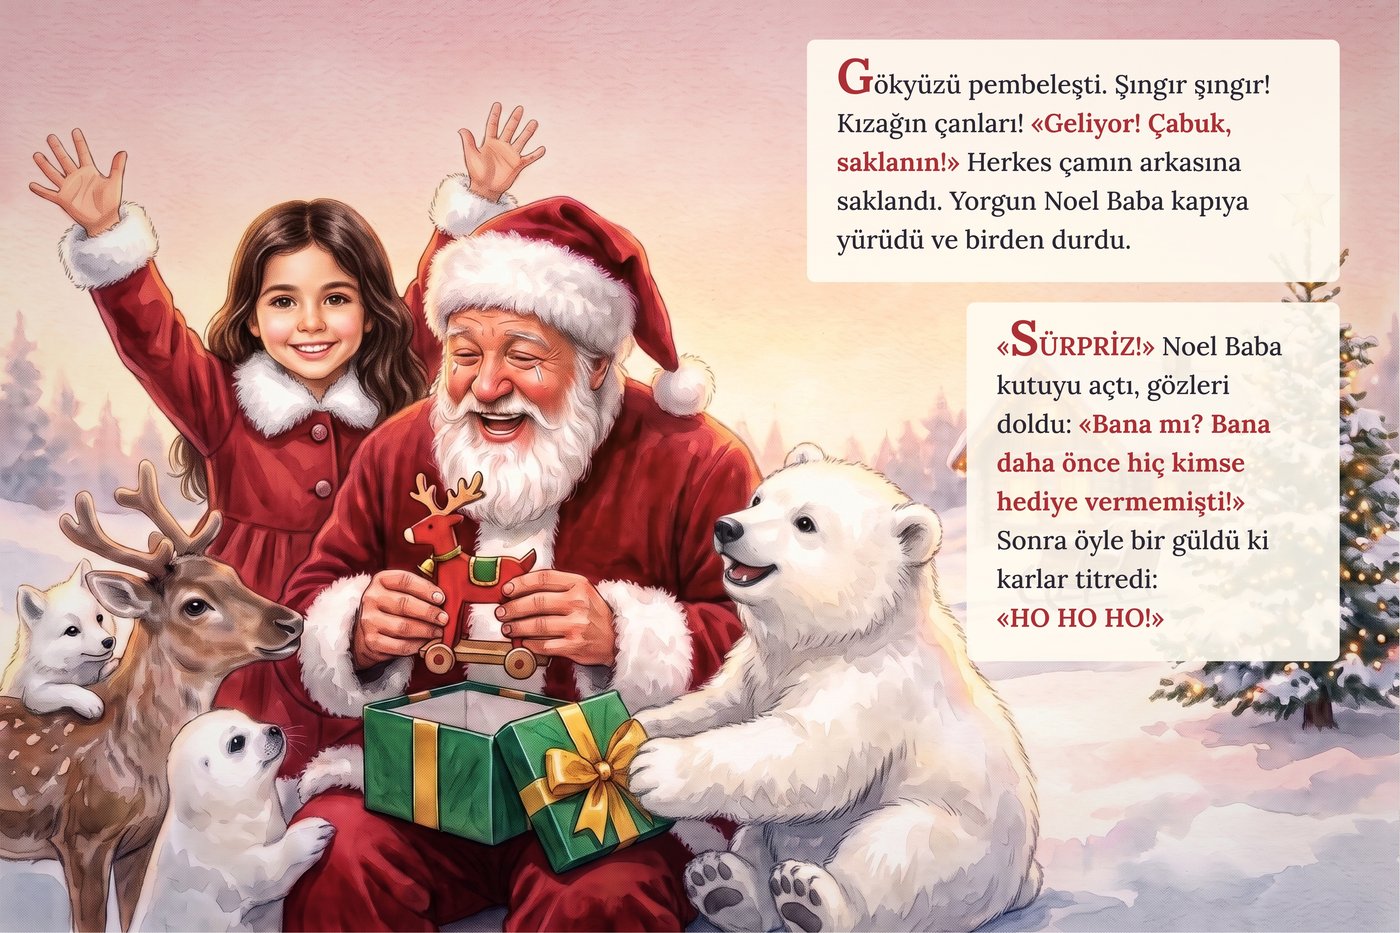 Gökyüzü pembeleşti. Şıngır şıngır!
Kızağın çanları! «Geliyor! Çabuk,
saklanın!» Herkes çamın arkasına
saklandı. Yorgun Noel Baba kapıya
yürüdü ve birden durdu.
«SÜRPRİZ!» Noel Baba
kutuyu açtı, gözleri
doldu: «Bana mı? Bana
daha önce hiç kimse
hediye vermemişti!»
Sonra öyle bir güldü ki
karlar titredi:
«HO HO HO!»